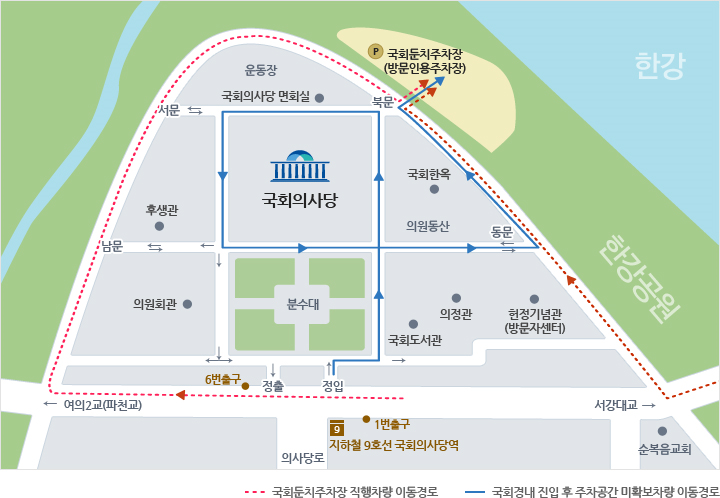 P
국회둔치주차장
(방문인용주차장)
한강
운동장
국회의사당 면회실
북문
서문
국회의사당
국회한옥
후생관
의원동산
동문
남문
한강공원
의원회관
분수대
의정관
헌정기념관
(방문자센터)
국회도서관
6번출구
정출
정입
여의2교(파천교)
서강대교
1번출구
9
지하철 9호선 국회의사당역
순복음교회
의사당로
국회둔치주차장 직행차량 이동경로
국회경내 진입 후 주차공간 미확보차량 이동경로